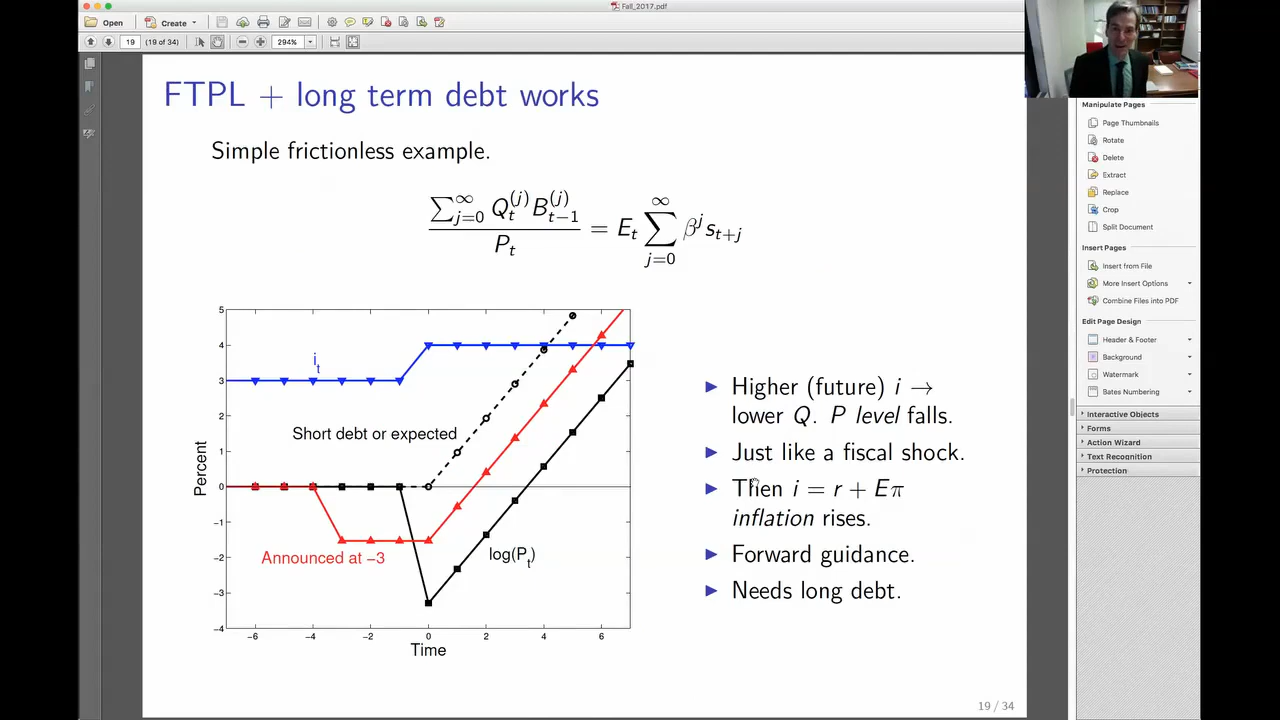 Fall_2017.pdf
Open
Create
19
(19 of 34)
294%
FTPL + long term debt works
Simple frictionless example.
∑_{j=0}^{∞} Q_t^{(j)} B_{t−1}^{(j)} / P_t = E_t ∑_{j=0}^{∞} β^j s_{t+j}
5
4
3
2
1
0
−1
−2
−3
−4
Percent
i_t
Short debt or expected
Announced at −3
log(P_t)
−6
−4
−2
0
2
4
6
Time
▶ Higher (future) i →
lower Q. P level falls.
▶ Just like a fiscal shock.
▶ Then i = r + Eπ
inflation rises.
▶ Forward guidance.
▶ Needs long debt.
19 / 34
Manipulate Pages
Page Thumbnails
Rotate
Delete
Extract
Replace
Crop
Split Document
Insert Pages
Insert from File
More Insert Options
Combine Files into PDF
Edit Page Design
Header & Footer
Background
Watermark
Bates Numbering
Interactive Objects
Forms
Action Wizard
Text Recognition
Manipulate Pages